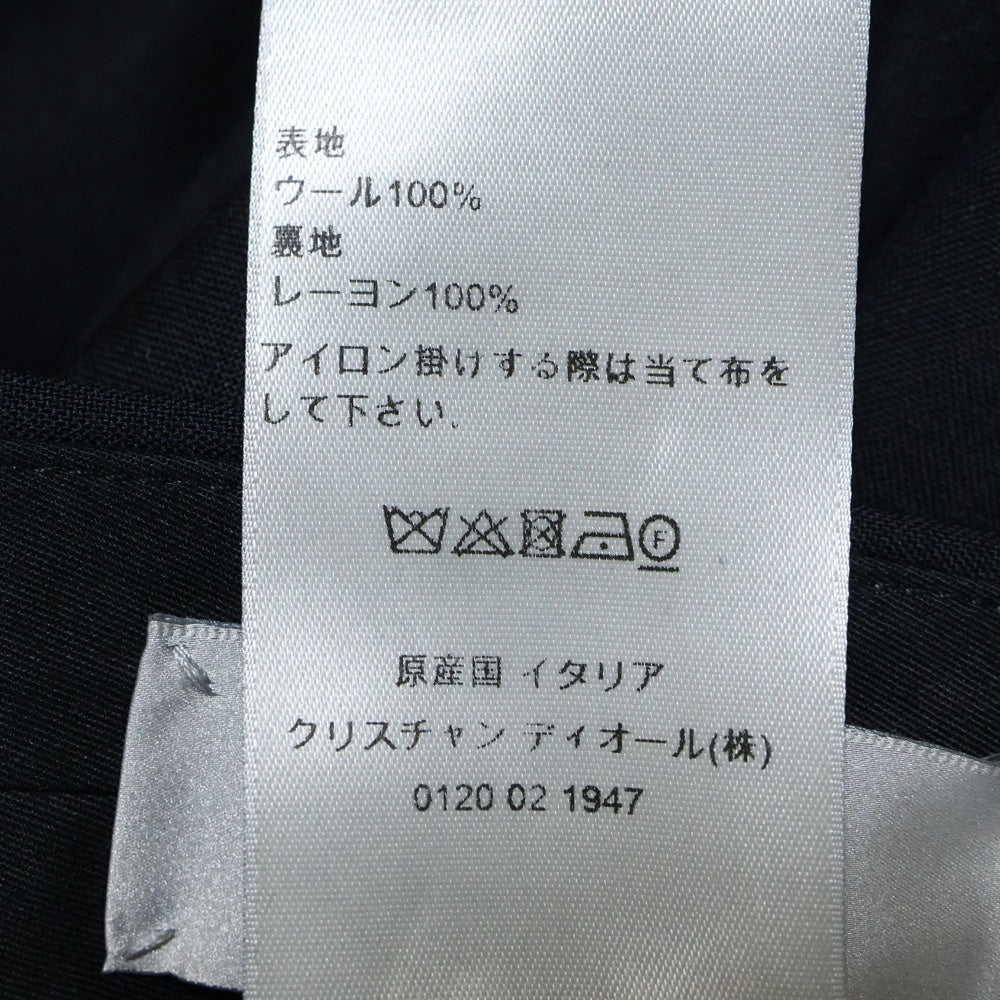 表地
ウール100%
裏地
レーヨン100%
アイロン掛けする際は当て布を
して下さい.
F
原産国 イタリア
クリスチャン ディオール(株)
0120 02 1947